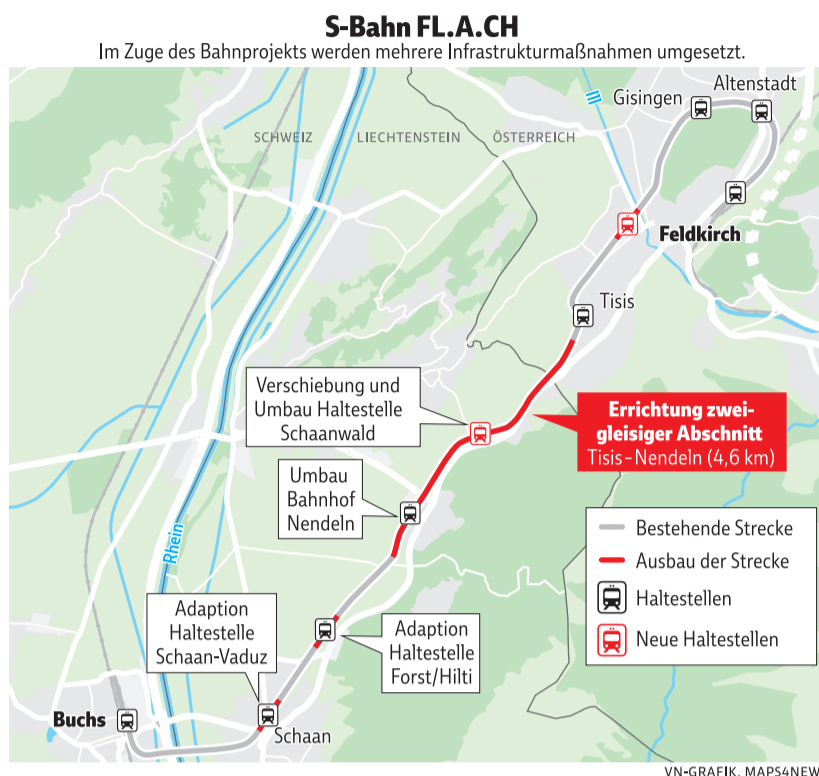 S-Bahn FL.A.CH
Im Zuge des Bahnprojekts werden mehrere Infrastrukturmaßnahmen umgesetzt.
Altenstadt
Gisingen
SCHWEIZ
LIECHTENSTEIN
ÖSTERREICH
Feldkirch
Tisis
Verschiebung und
Umbau Haltestelle
Schaanwald
Errichtung zwei-
gleisiger Abschnitt
Tisis–Nendeln (4,6 km)
Umbau
Bahnhof
Nendeln
Rhein
Bestehende Strecke
Ausbau der Strecke
Haltestellen
Neue Haltestellen
Adaption
Haltestelle
Schaan-Vaduz
Adaption
Haltestelle
Forst/Hilti
Buchs
Schaan
VN-GRAFIK, MAPS4NEW